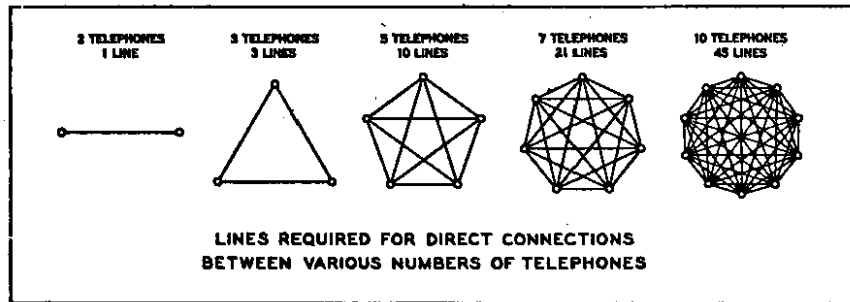 2 TELEPHONES
1 LINE
3 TELEPHONES
3 LINES
5 TELEPHONES
10 LINES
7 TELEPHONES
21 LINES
10 TELEPHONES
45 LINES
LINES REQUIRED FOR DIRECT CONNECTIONS
BETWEEN VARIOUS NUMBERS OF TELEPHONES